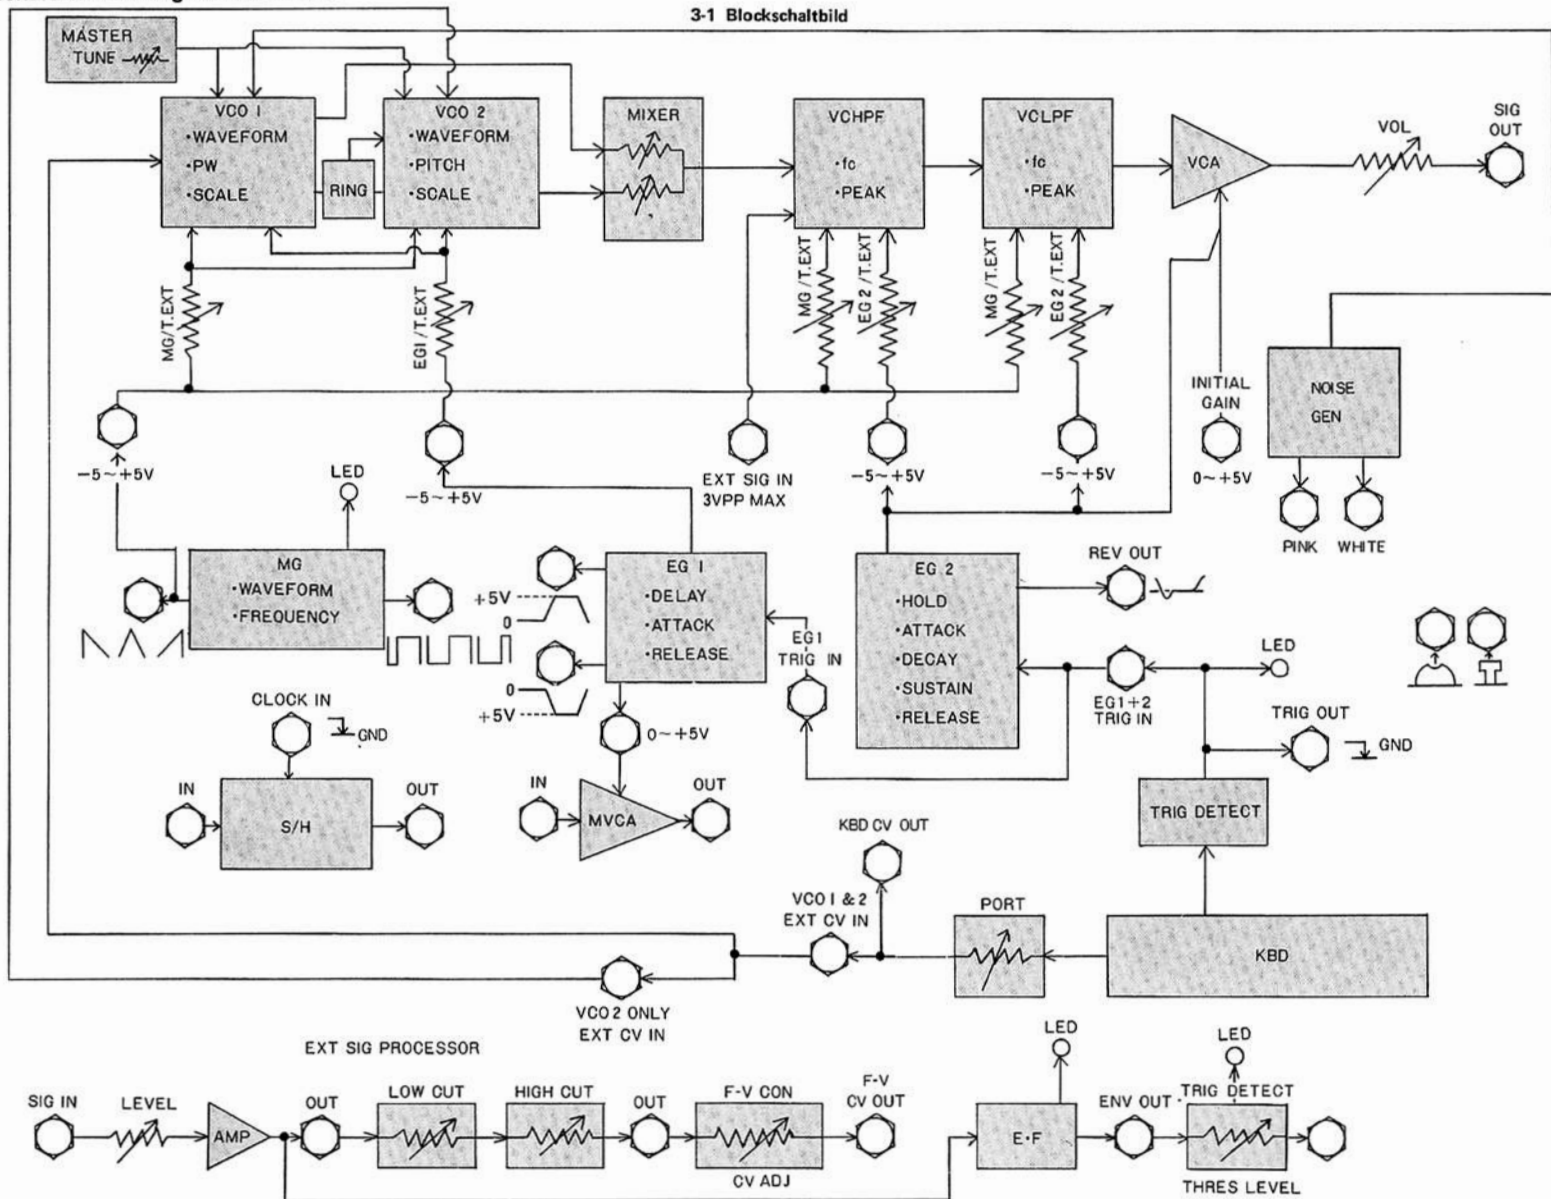 3-1 Blockschaltbild
MASTER
TUNE
VCO 1
•WAVEFORM
•PW
•SCALE
RING
VCO 2
•WAVEFORM
•PITCH
•SCALE
MIXER
VCHPF
•fc
•PEAK
VCLPF
•fc
•PEAK
VCA
VOL
SIG
OUT
MG/T.EXT
EG1/T.EXT
MG/T.EXT
EG2/T.EXT
MG/T.EXT
EG2/T.EXT
INITIAL
GAIN
0~+5V
NOISE
GEN
PINK
WHITE
-5~+5V
LED
-5~+5V
EXT SIG IN
3VPP MAX
-5~+5V
-5~+5V
MG
•WAVEFORM
•FREQUENCY
+5V
0
0
+5V
EG 1
•DELAY
•ATTACK
•RELEASE
EG1
TRIG IN
EG 2
•HOLD
•ATTACK
•DECAY
•SUSTAIN
•RELEASE
REV OUT
EG1+2
TRIG IN
LED
TRIG OUT
GND
CLOCK IN
GND
IN
S/H
OUT
0~+5V
IN
MVCA
OUT
TRIG DETECT
KBD CV OUT
VCO 1 & 2
EXT CV IN
PORT
KBD
VCO 2 ONLY
EXT CV IN
EXT SIG PROCESSOR
SIG IN
LEVEL
AMP
OUT
LOW CUT
HIGH CUT
OUT
F-V CON
CV ADJ
F-V
CV OUT
LED
E•F
ENV OUT
LED
TRIG DETECT
THRES LEVEL